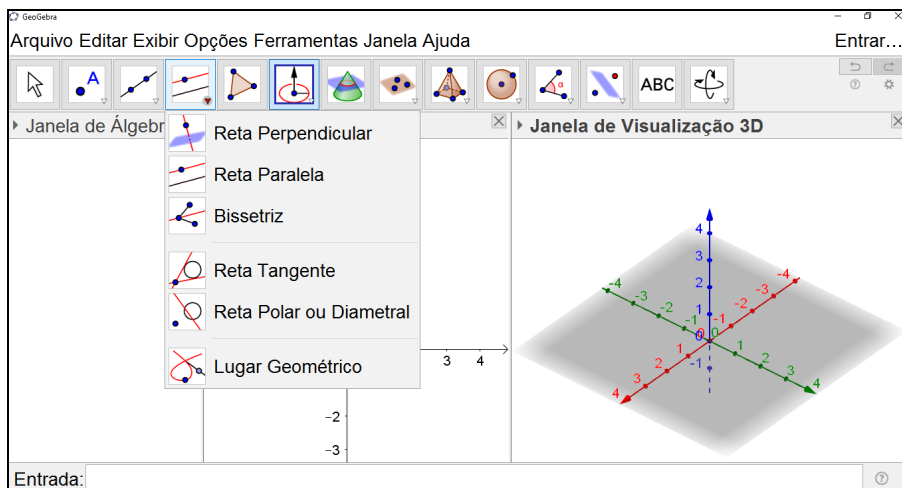 GeoGebra
Arquivo Editar Exibir Opções Ferramentas Janela Ajuda Entrar...
A α ABC
Janela de Álgebr Janela de Visualização 3D
Reta Perpendicular
Reta Paralela
Bissetriz
Reta Tangente
Reta Polar ou Diametral
Lugar Geométrico
3 4
-2
-3
4
3
2
1
0
-1
-4
-3
-2
-1
0
1
2
3
4
-4
-3
-2
-1
0
1
2
3
4
Entrada: